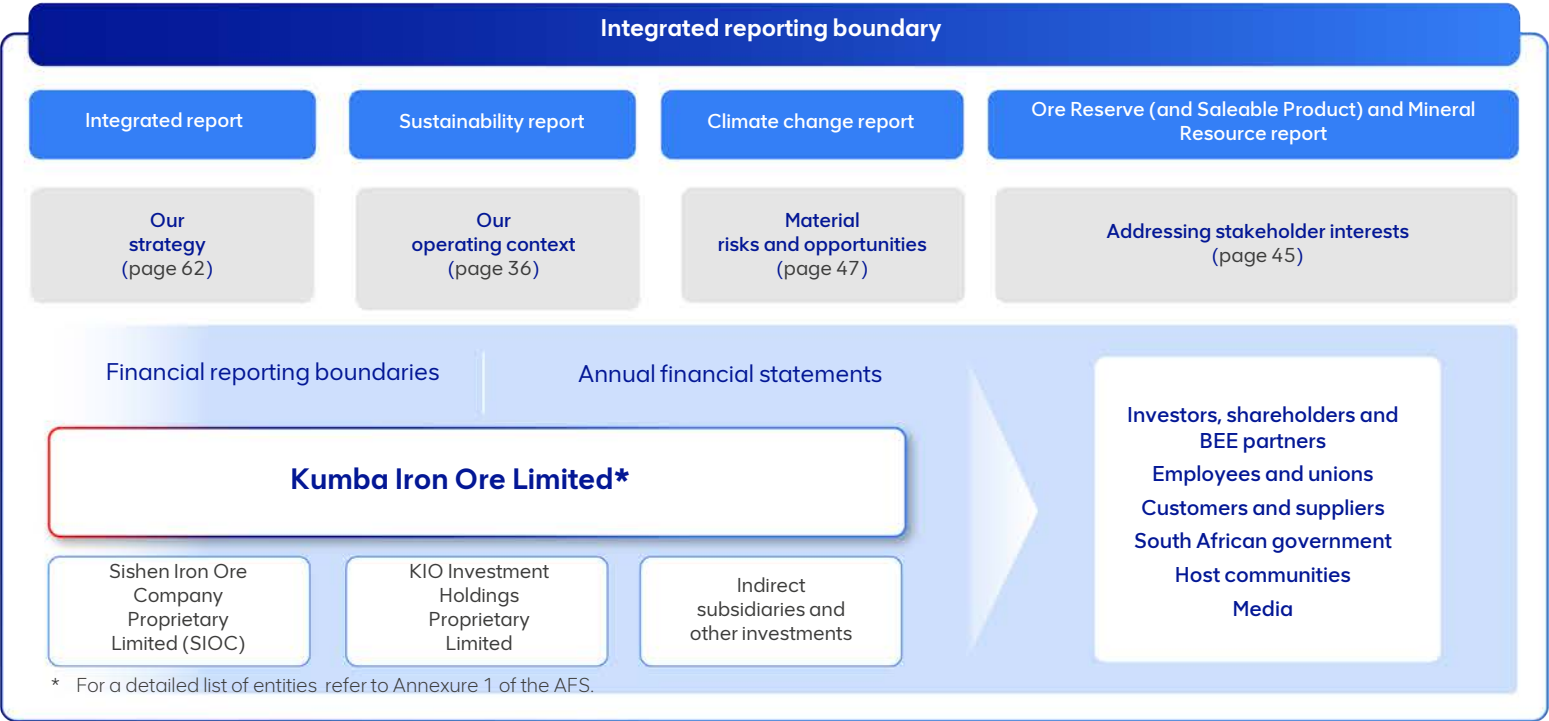 Integrated reporting boundary
Integrated report
Sustainability report
Climate change report
Ore Reserve (and Saleable Product) and Mineral
Resource report
Our
strategy
(page 62)
Our
operating context
(page 36)
Material
risks and opportunities
(page 47)
Addressing stakeholder interests
(page 45)
Financial reporting boundaries
Annual financial statements
Kumba Iron Ore Limited*
Sishen Iron Ore
Company
Proprietary
Limited (SIOC)
KIO Investment
Holdings
Proprietary
Limited
Indirect
subsidiaries and
other investments
* For a detailed list of entities refer to Annexure 1 of the AFS.
Investors, shareholders and
BEE partners
Employees and unions
Customers and suppliers
South African government
Host communities
Media